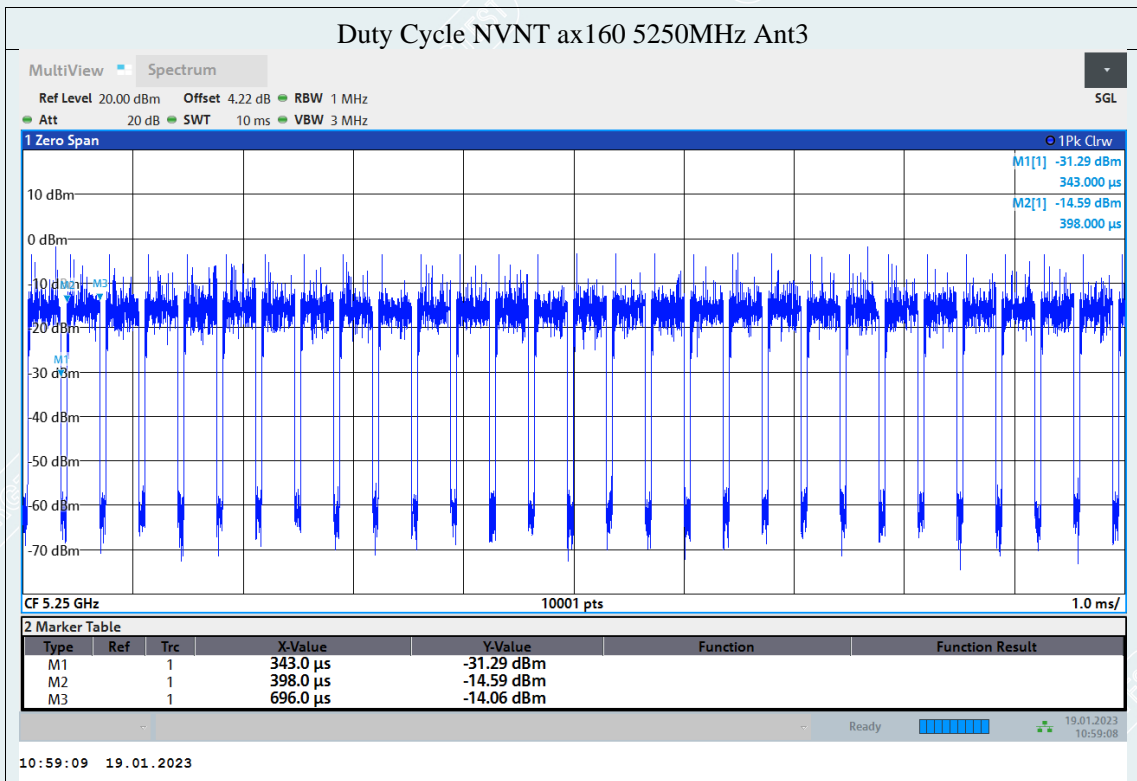 Duty Cycle NVNT ax160 5250MHz Ant3
MultiView Spectrum
Ref Level 20.00 dBm Offset 4.22 dB RBW 1 MHz SGL
Att 20 dB SWT 10 ms VBW 3 MHz
1 Zero Span 1Pk Clrw
M1[1] -31.29 dBm
343.000 µs
10 dBm
M2[1] -14.59 dBm
398.000 µs
0 dBm
-10 dBm M2 M3
-20 dBm
M1
-30 dBm
-40 dBm
-50 dBm
-60 dBm
-70 dBm
CF 5.25 GHz 10001 pts 1.0 ms/
2 Marker Table
Type Ref Trc X-Value Y-Value Function Function Result
M1 1 343.0 µs -31.29 dBm
M2 1 398.0 µs -14.59 dBm
M3 1 696.0 µs -14.06 dBm
Ready 19.01.2023
10:59:08
10:59:09 19.01.2023